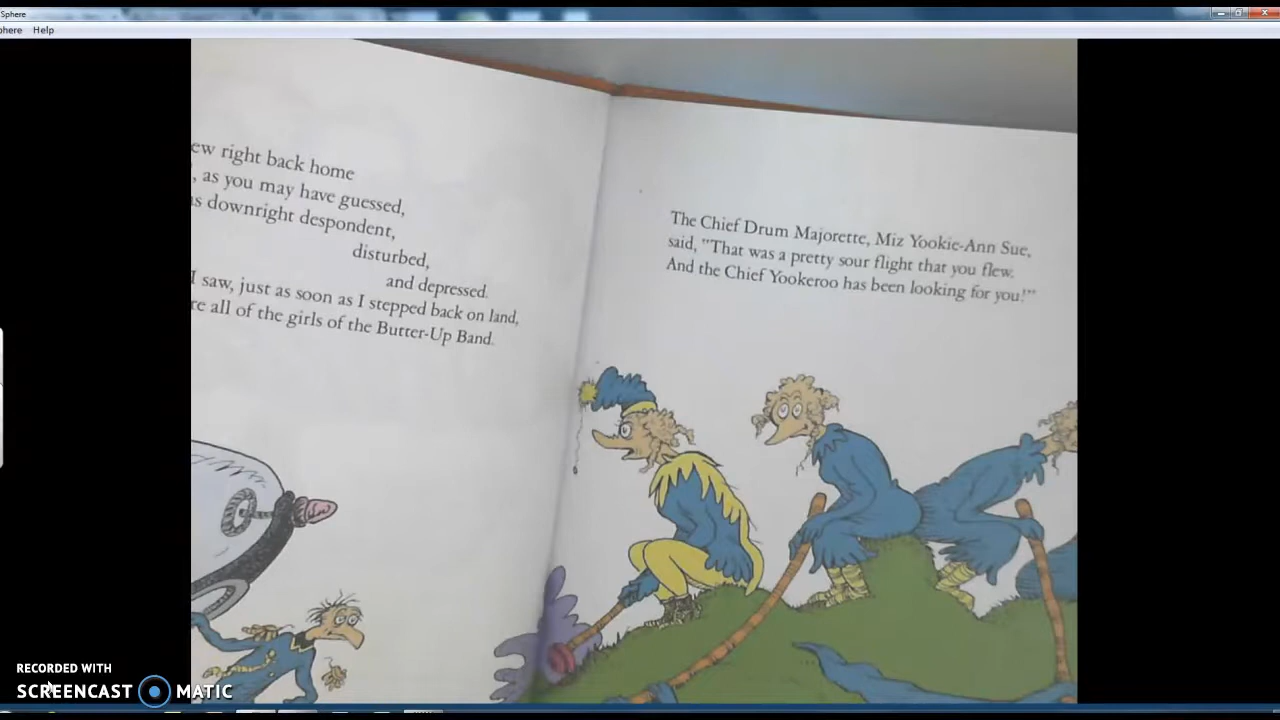 Sphere
phere Help
ew right back home
, as you may have guessed,
s downright despondent,
disturbed,
and depressed.
I saw, just as soon as I stepped back on land,
re all of the girls of the Butter-Up Band.
The Chief Drum Majorette, Miz Yookie-Ann Sue,
said, "That was a pretty sour flight that you flew.
And the Chief Yookeroo has been looking for you!"
RECORDED WITH
SCREENCAST MATIC